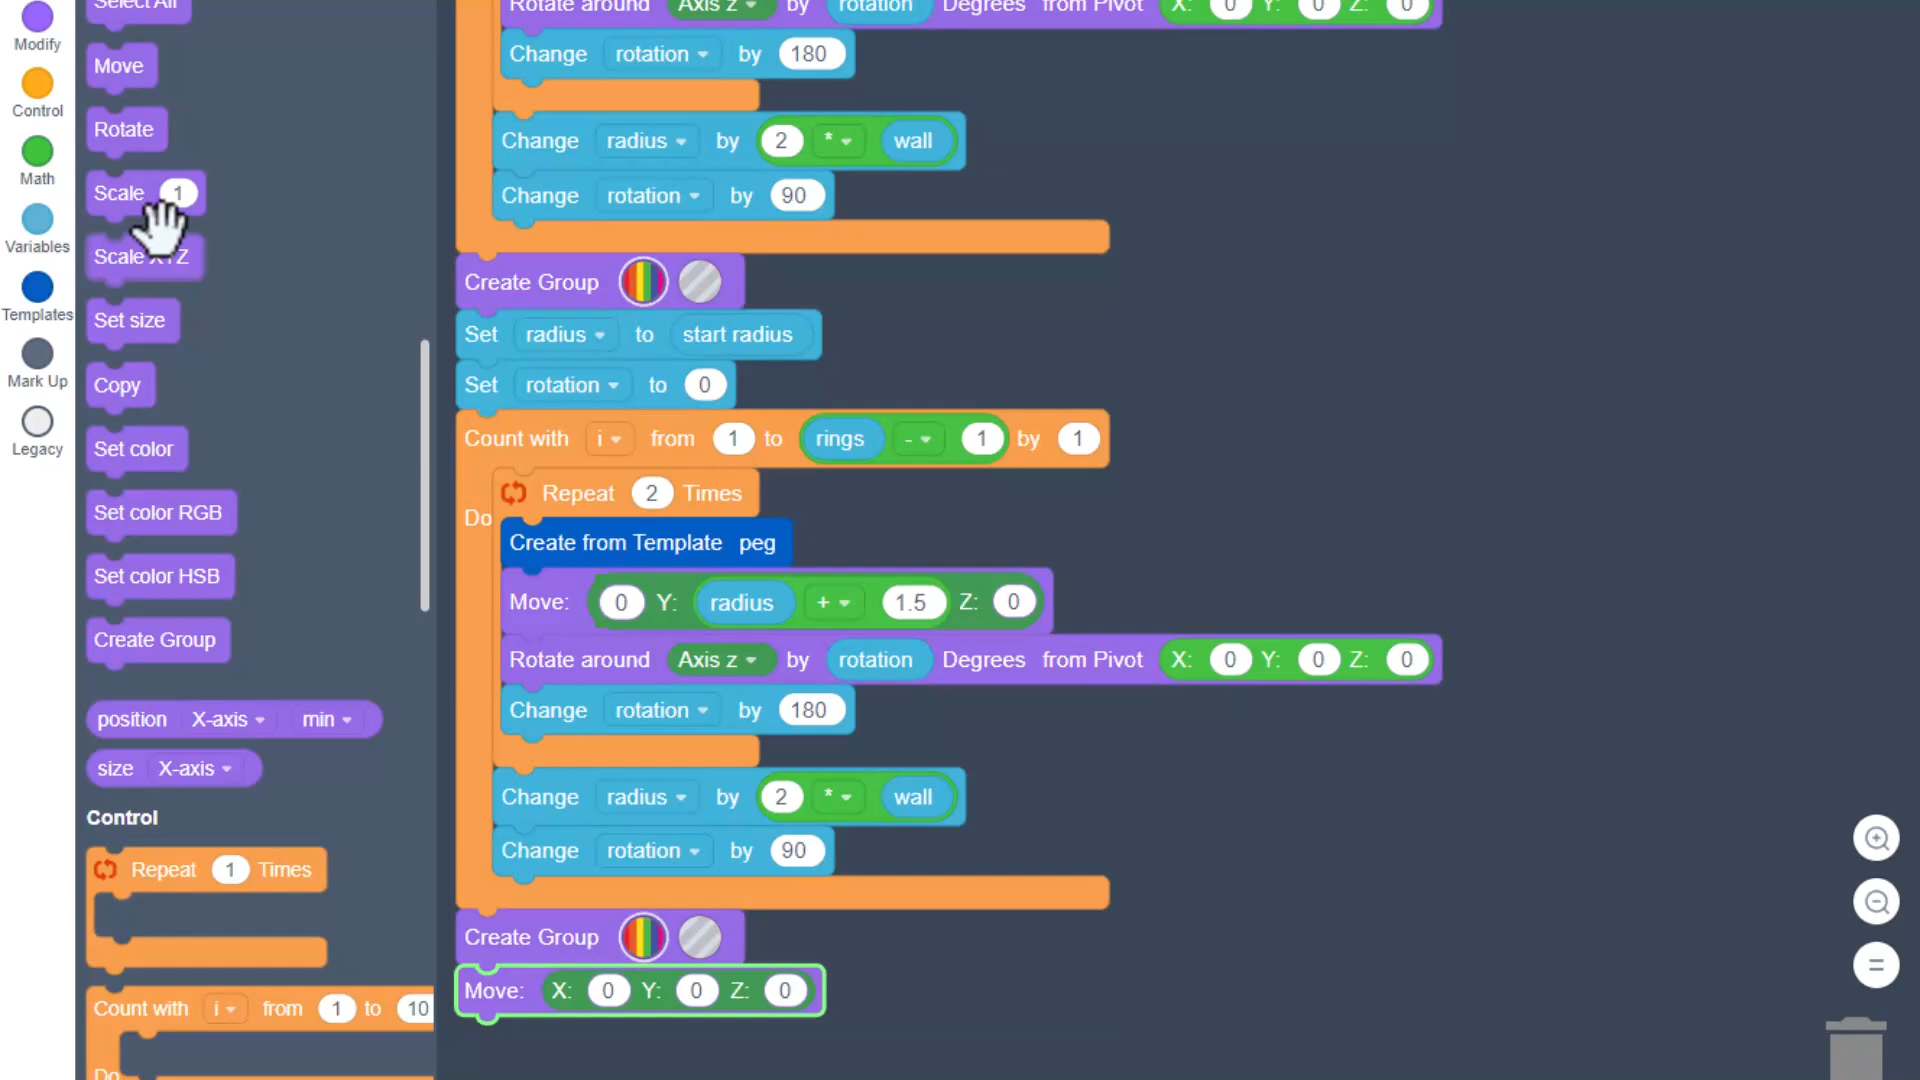 Modify
Control
Math
Variables
Templates
Mark Up
Legacy
Select All
Move
Rotate
Scale 1
Scale XYZ
Set size
Copy
Set color
Set color RGB
Set color HSB
Create Group
position X-axis min
size X-axis
Control
Repeat 1 Times
Count with i from 1 to 10
Do
Rotate around Axis z by rotation Degrees from Pivot X: 0 Y: 0 Z: 0
Change rotation by 180
Change radius by 2 * wall
Change rotation by 90
Create Group
Set radius to start radius
Set rotation to 0
Count with i from 1 to rings - 1 by 1
Do
Repeat 2 Times
Create from Template peg
Move: 0 Y: radius + 1.5 Z: 0
Rotate around Axis z by rotation Degrees from Pivot X: 0 Y: 0 Z: 0
Change rotation by 180
Change radius by 2 * wall
Change rotation by 90
Create Group
Move: X: 0 Y: 0 Z: 0